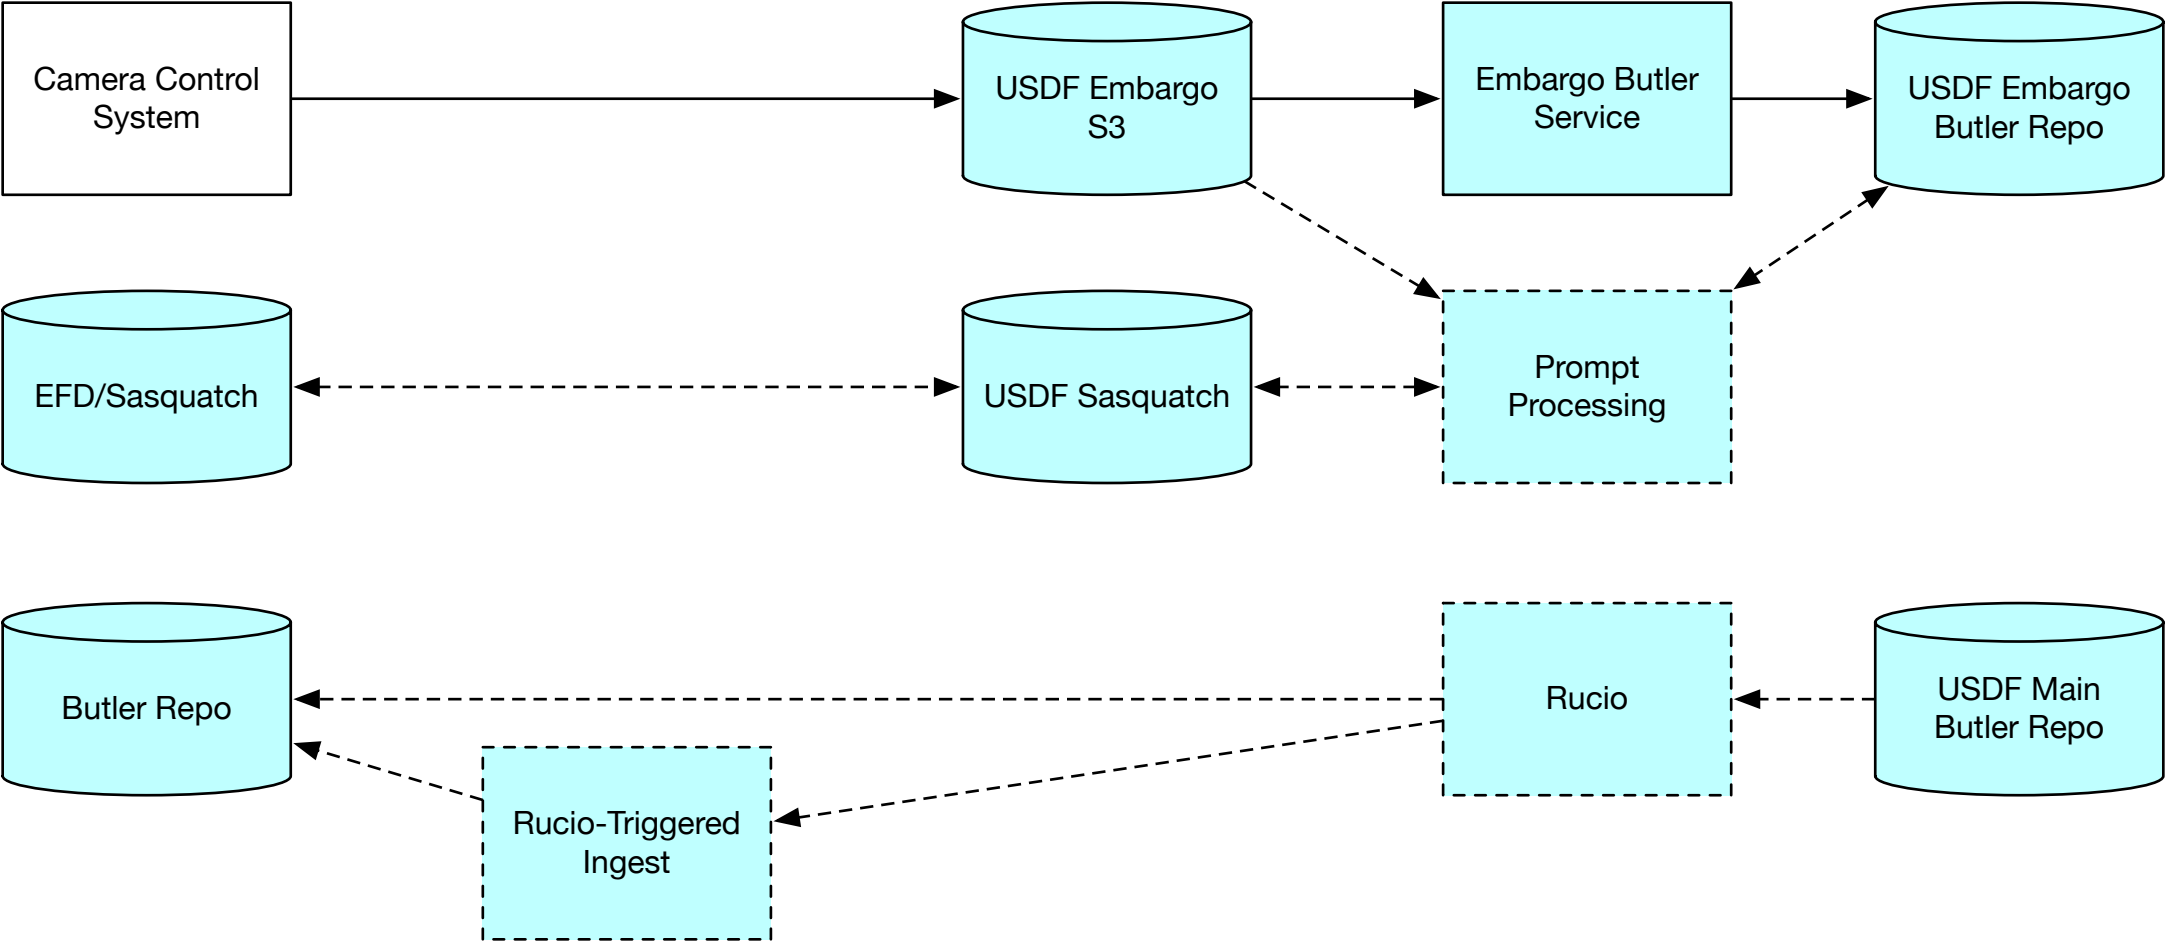 Camera Control
System
USDF Embargo
S3
Embargo Butler
Service
USDF Embargo
Butler Repo
EFD/Sasquatch
USDF Sasquatch
Prompt
Processing
Butler Repo
Rucio
USDF Main
Butler Repo
Rucio-Triggered
Ingest